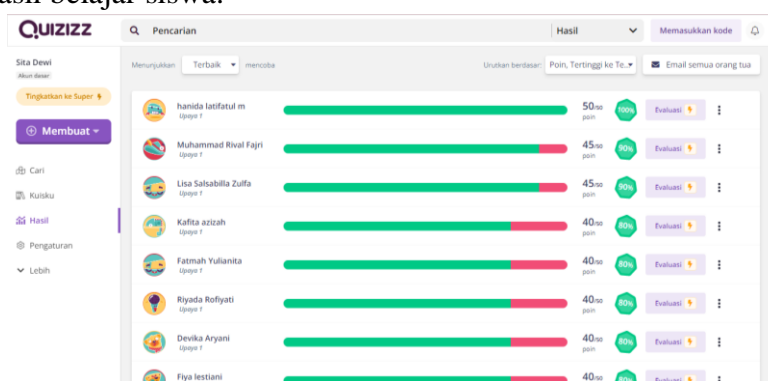 asil belajar siswa.
QUIZIZZ
Pencarian
Hasil
Memasukkan kode
Sita Dewi
Akun dasar
Tingkatkan ke Super
Membuat
Cari
Kuisku
Hasil
Pengaturan
Lebih
Menunjukkan Terbaik mencoba
Urutkan berdasar: Poin, Tertinggi ke Te..
Email semua orang tua
hanida latifatul m
Upaya 1
50/50
poin
100%
Evaluasi
Muhammad Rival Fajri
Upaya 1
45/50
poin
90%
Evaluasi
Lisa Salsabilla Zulfa
Upaya 1
45/50
poin
90%
Evaluasi
Kafita azizah
Upaya 1
40/50
poin
80%
Evaluasi
Fatmah Yulianita
Upaya 1
40/50
poin
80%
Evaluasi
Riyada Rofiyati
Upaya 1
40/50
poin
80%
Evaluasi
Devika Aryani
Upaya 1
40/50
poin
80%
Evaluasi
Fiya lestiani
40/50
80%
Evaluasi